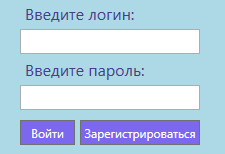 Введите логин:
Введите пароль:
Войти Зарегистрироваться